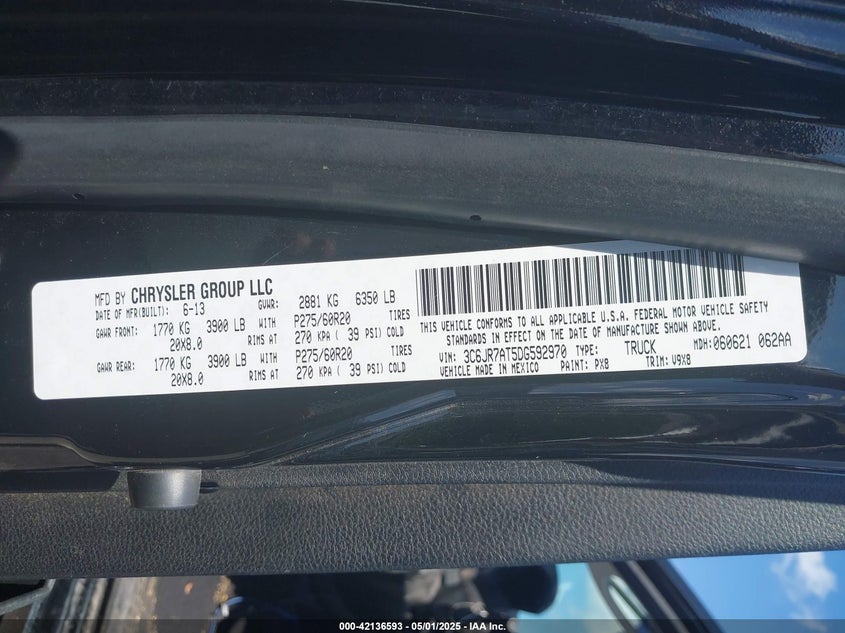 MFD BY CHRYSLER GROUP LLC
DATE OF MFR(BUILT): 6-13 GVWR: 2881 KG 6350 LB
GAWR FRONT: 1770 KG 3900 LB WITH P275/60R20 TIRES
20X8.0 RIMS AT 270 KPA ( 39 PSI) COLD
GAWR REAR: 1770 KG 3900 LB WITH P275/60R20 TIRES
20X8.0 RIMS AT 270 KPA ( 39 PSI) COLD
THIS VEHICLE CONFORMS TO ALL APPLICABLE U.S.A. FEDERAL MOTOR VEHICLE SAFETY
STANDARDS IN EFFECT ON THE DATE OF MANUFACTURE SHOWN ABOVE.
VIN: 3C6JR7AT5DG592970 TYPE: TRUCK MDH: 060621 062AA
VEHICLE MADE IN MEXICO PAINT: PX8 TRIM: V9X8
000-42136593 - 05/01/2025 - IAA Inc.